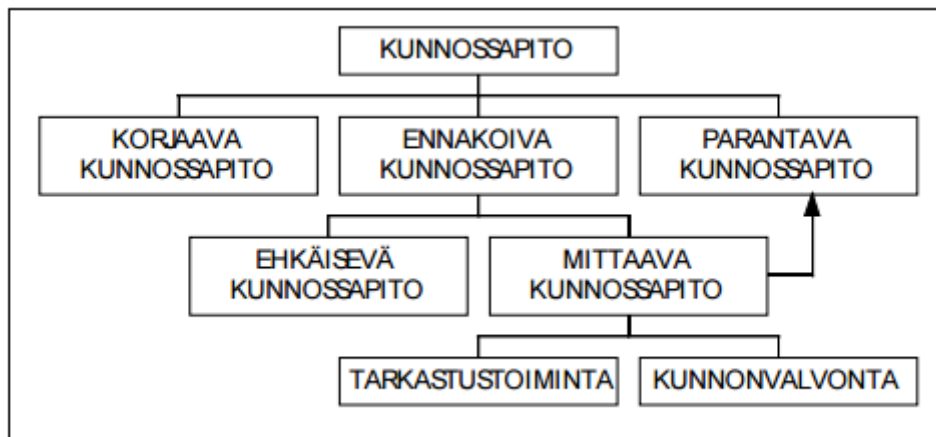 KUNNOSSAPITO
KORJAAVA
KUNNOSSAPITO
ENNAKOIVA
KUNNOSSAPITO
PARANTAVA
KUNNOSSAPITO
EHKÄISEVÄ
KUNNOSSAPITO
MITTAAVA
KUNNOSSAPITO
TARKASTUSTOIMINTA
KUNNONVALVONTA